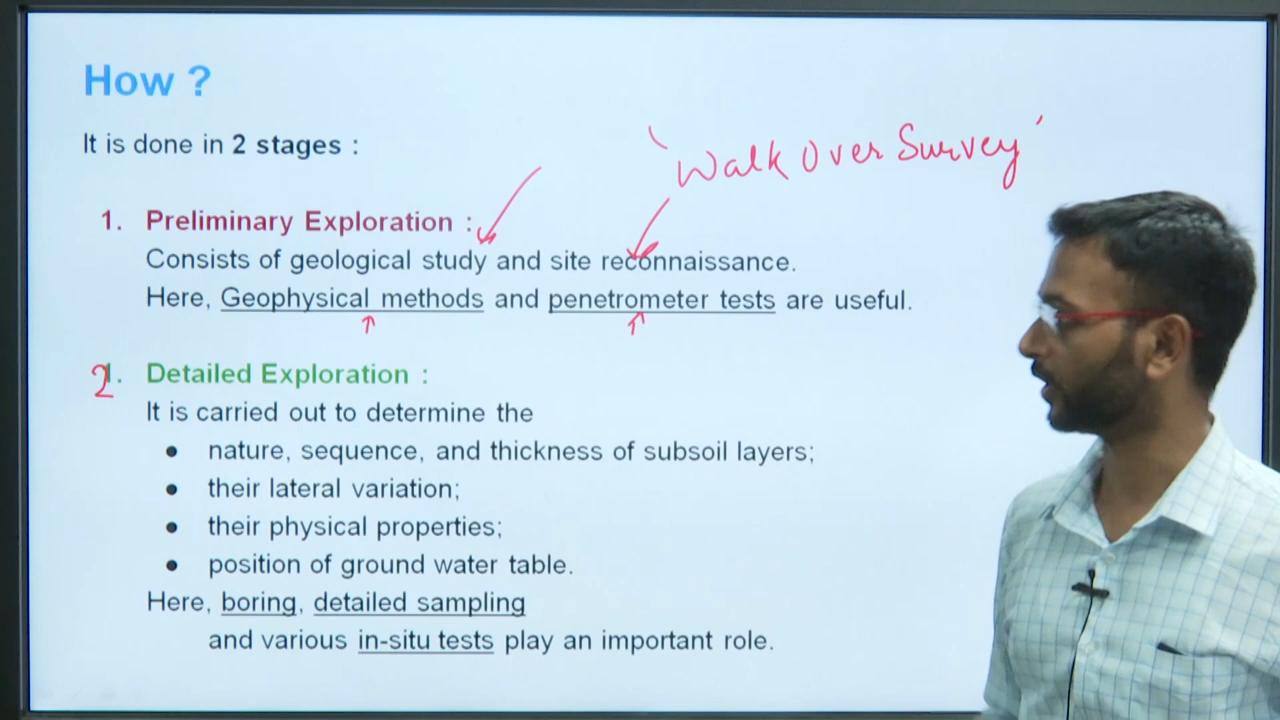 How ?
It is done in 2 stages :
'Walk Over Survey'
1. Preliminary Exploration :
Consists of geological study and site reconnaissance.
Here, Geophysical methods and penetrometer tests are useful.
2. Detailed Exploration :
It is carried out to determine the
● nature, sequence, and thickness of subsoil layers;
● their lateral variation;
● their physical properties;
● position of ground water table.
Here, boring, detailed sampling
and various in-situ tests play an important role.